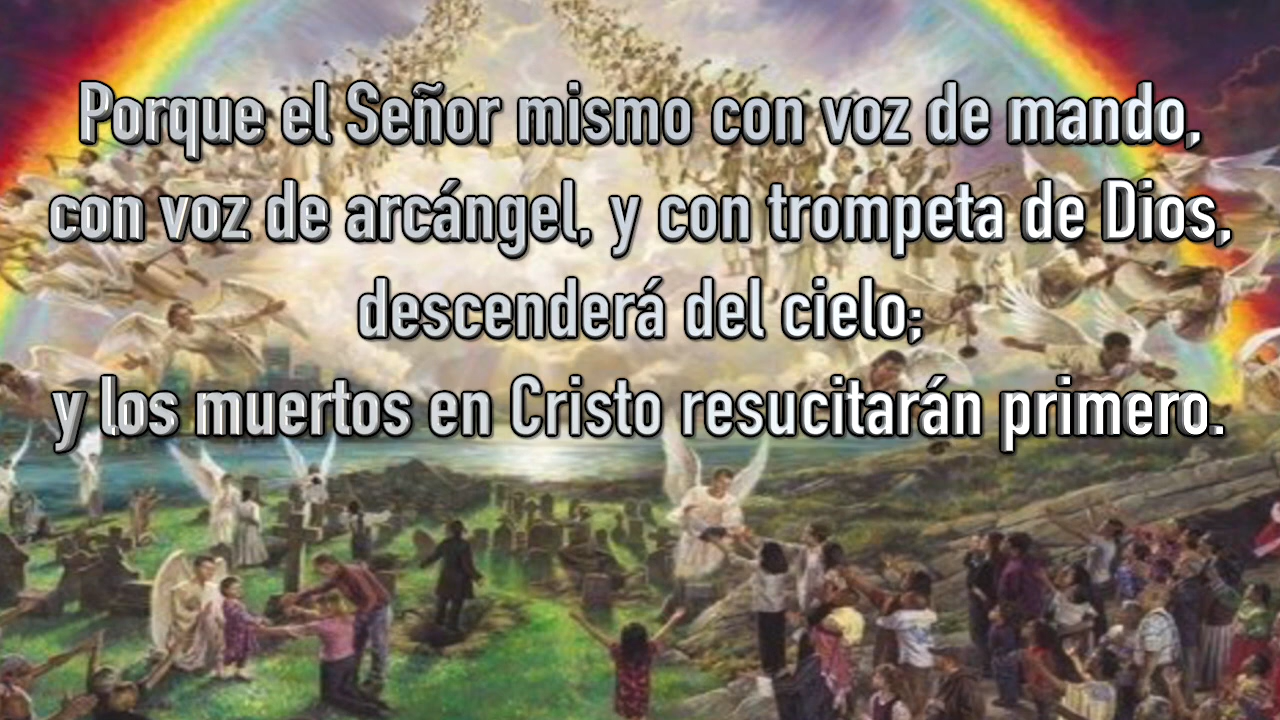 Porque el Señor mismo con voz de mando,
con voz de arcángel, y con trompeta de Dios,
descenderá del cielo;
y los muertos en Cristo resucitarán primero.